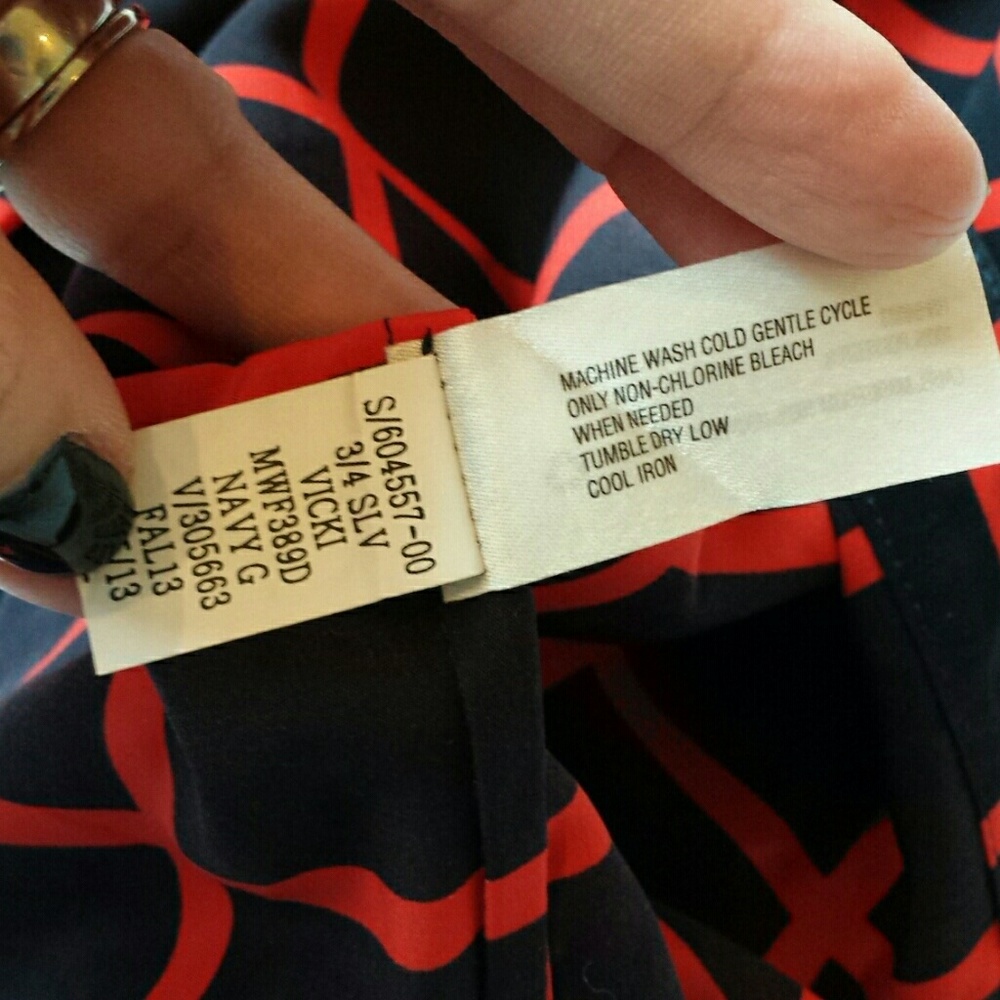 S/604557-00
3/4 SLV
VICKI
MWF389D
NAVY G
V/305663
FAL13
/13
MACHINE WASH COLD GENTLE CYCLE
ONLY NON-CHLORINE BLEACH
WHEN NEEDED
TUMBLE DRY LOW
COOL IRON